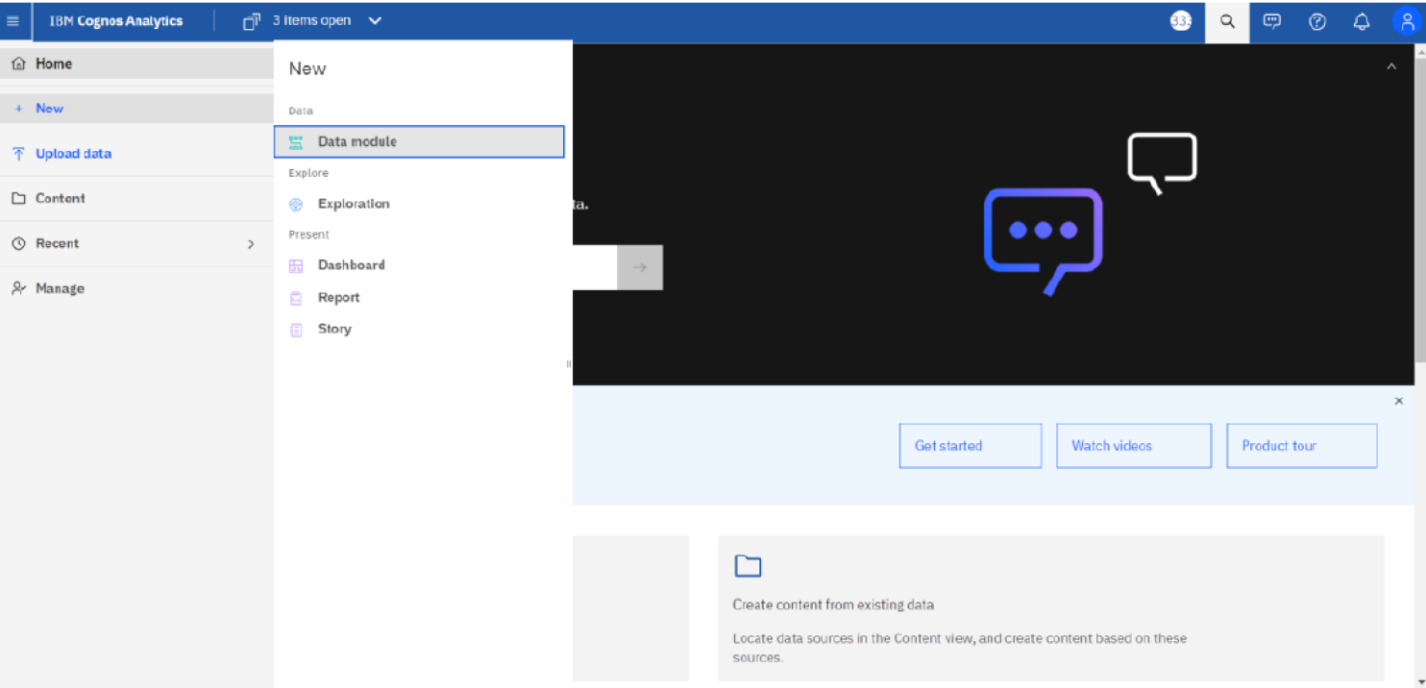 IBM Cognos Analytics
3 items open
Home
New
Upload data
Content
Recent
Manage
New
Data
Data module
Explore
Exploration
Present
Dashboard
Report
Story
ta.
Get started
Watch videos
Product tour
Create content from existing data
Locate data sources in the Content view, and create content based on these
sources.